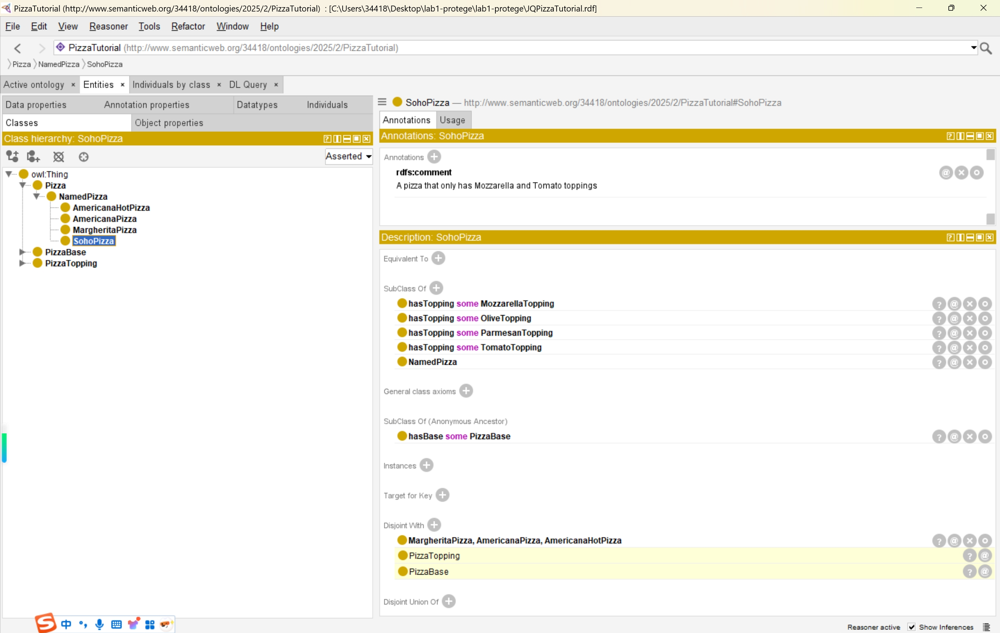 PizzaTutorial (http://www.semanticweb.org/34418/ontologies/2025/2/PizzaTutorial) : [C:\Users\34418\Desktop\lab1-protege\lab1-protege\JQPizzaTutorial.rdf]
File Edit View Reasoner Tools Refactor Window Help
PizzaTutorial (http://www.semanticweb.org/34418/ontologies/2025/2/PizzaTutorial)
Pizza NamedPizza SohoPizza
Active ontology Entities Individuals by class DL Query
Data properties Annotation properties Datatypes Individuals
Classes Object properties
Class hierarchy: SohoPizza
Asserted
owl:Thing
Pizza
NamedPizza
AmericanaHotPizza
AmericanaPizza
MargheritaPizza
SohoPizza
PizzaBase
PizzaTopping
SohoPizza — http://www.semanticweb.org/34418/ontologies/2025/2/PizzaTutorial#SohoPizza
Annotations Usage
Annotations: SohoPizza
Annotations
rdfs:comment
A pizza that only has Mozzarella and Tomato toppings
Description: SohoPizza
Equivalent To
SubClass Of
hasTopping some MozzarellaTopping
hasTopping some OliveTopping
hasTopping some ParmesanTopping
hasTopping some TomatoTopping
NamedPizza
General class axioms
SubClass Of (Anonymous Ancestor)
hasBase some PizzaBase
Instances
Target for Key
Disjoint With
MargheritaPizza, AmericanaPizza, AmericanaHotPizza
PizzaTopping
PizzaBase
Disjoint Union Of
中
Reasoner active Show Inferences